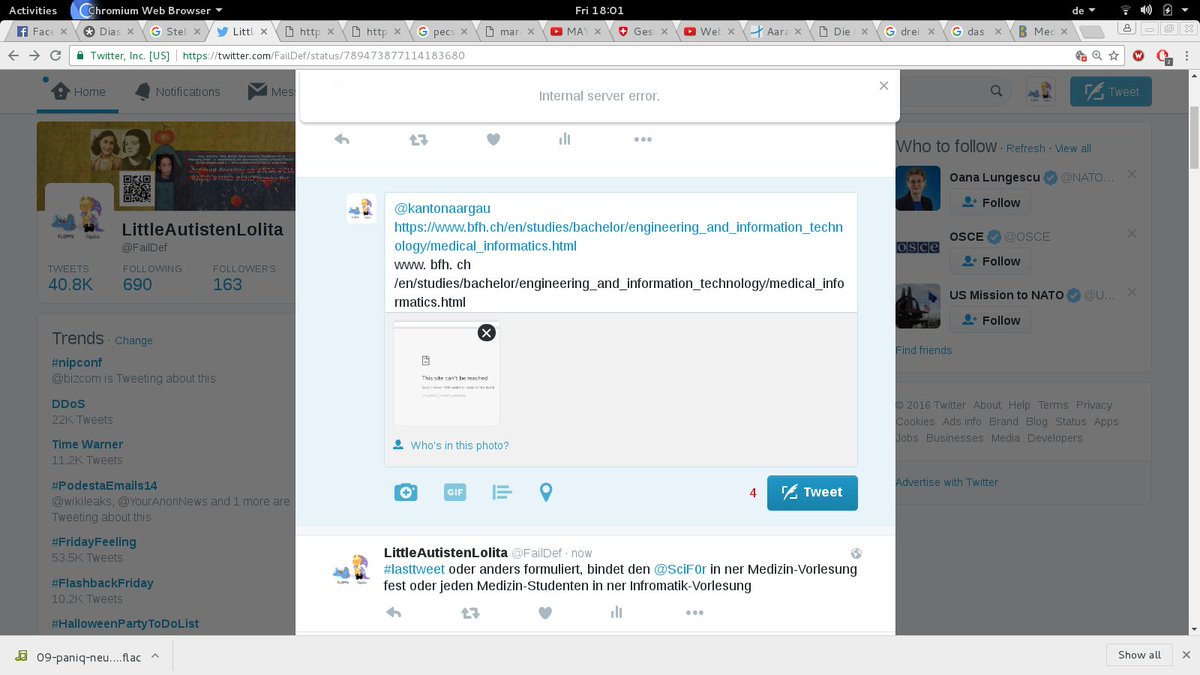 Activities
Chromium Web Browser
Fri 18:01
de
Face
Dias
Stel
Littl
http
http
pecs
mar
MAY
Ges
Web
Aara
Die
drei
das
Med
Twitter, Inc. [US]
https://twitter.com/FailDef/status/789473877114183680
Home
Notifications
Mes
Internal server error.
Tweet
LittleAutistenLolita
@FailDef
TWEETS
FOLLOWING
FOLLOWERS
40.8K
690
163
Trends · Change
#nipconf
@bizcom is Tweeting about this
DDoS
22K Tweets
Time Warner
11.2K Tweets
#PodestaEmails14
@wikileaks, @YourAnonNews and 1 more are
Tweeting about this
#FridayFeeling
53.5K Tweets
#FlashbackFriday
10.2K Tweets
#HalloweenPartyToDoList
@kantonaargau
https://www.bfh.ch/en/studies/bachelor/engineering_and_information_techn
ology/medical_informatics.html
www. bfh. ch
/en/studies/bachelor/engineering_and_information_technology/medical_info
rmatics.html
This site can't be reached
Who's in this photo?
GIF
4
Tweet
LittleAutistenLolita @FailDef · now
#lasttweet oder anders formuliert, bindet den @SciF0r in ner Medizin-Vorlesung
fest oder jeden Medizin-Studenten in ner Infromatik-Vorlesung
Who to follow · Refresh · View all
Oana Lungescu @NATO...
Follow
OSCE @OSCE
Follow
US Mission to NATO @U...
Follow
Find friends
© 2016 Twitter About Help Terms Privacy
Cookies Ads info Brand Blog Status Apps
Jobs Businesses Media Developers
Advertise with Twitter
09-paniq-neu....flac
Show all